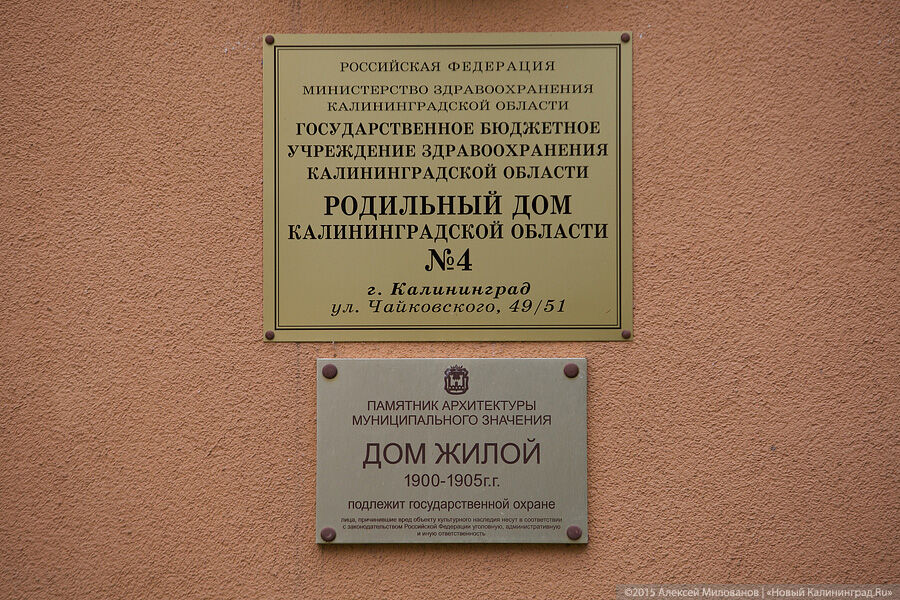 РОССИЙСКАЯ ФЕДЕРАЦИЯ
МИНИСТЕРСТВО ЗДРАВООХРАНЕНИЯ
КАЛИНИНГРАДСКОЙ ОБЛАСТИ
ГОСУДАРСТВЕННОЕ БЮДЖЕТНОЕ
УЧРЕЖДЕНИЕ ЗДРАВООХРАНЕНИЯ
КАЛИНИНГРАДСКОЙ ОБЛАСТИ
РОДИЛЬНЫЙ ДОМ
КАЛИНИНГРАДСКОЙ ОБЛАСТИ
№4
г. Калининград
ул. Чайковского, 49/51
ПАМЯТНИК АРХИТЕКТУРЫ
МУНИЦИПАЛЬНОГО ЗНАЧЕНИЯ
ДОМ ЖИЛОЙ
1900-1905г.г.
подлежит государственной охране
лица, причинившие вред объекту культурного наследия несут в соответствии
с законодательством Российской Федерации уголовную, административную
и иную ответственность
©2015 Алексей Милованов | «Новый Калининград.Ru»